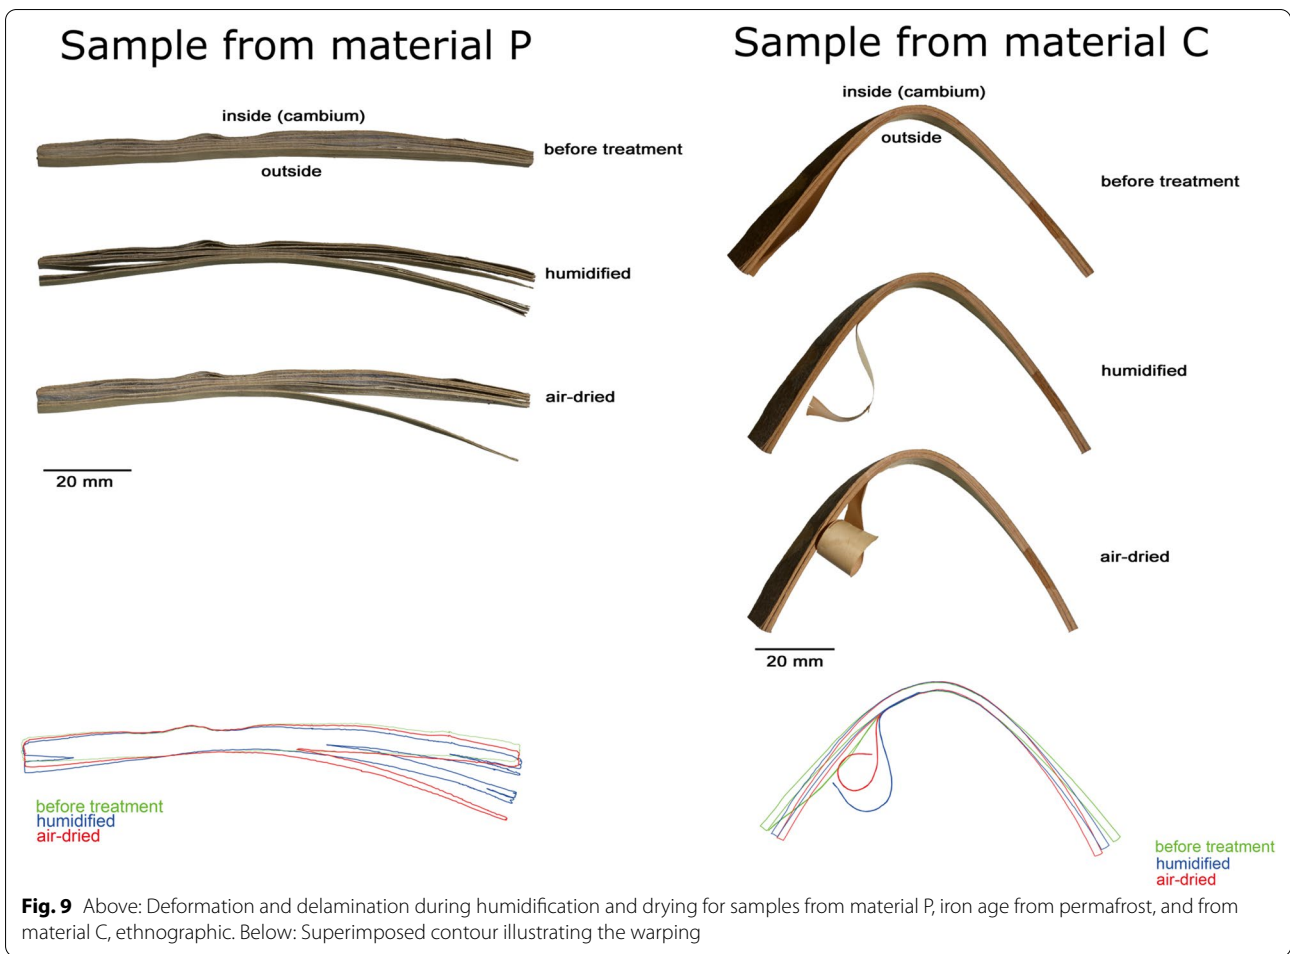 Sample from material P
inside (cambium)
before treatment
outside
humidified
air-dried
20 mm
before treatment
humidified
air-dried
Sample from material C
inside (cambium)
outside
before treatment
humidified
air-dried
20 mm
before treatment
humidified
air-dried
Fig. 9 Above: Deformation and delamination during humidification and drying for samples from material P, iron age from permafrost, and from
material C, ethnographic. Below: Superimposed contour illustrating the warping